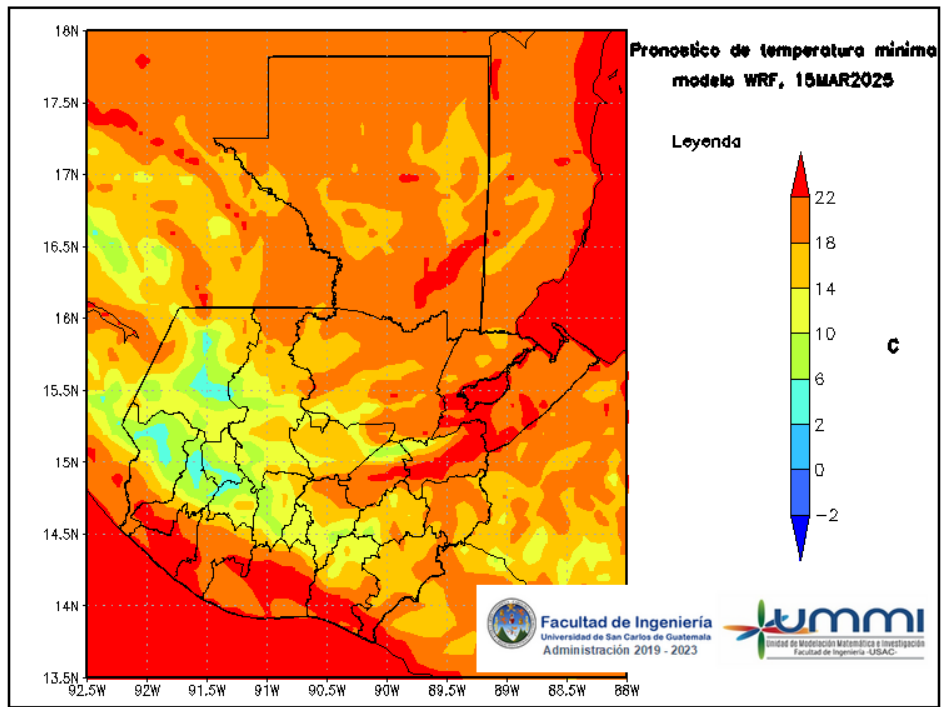 Pronostico de temperatura minima
modelo WRF, 15MAR2025
Leyenda
22
18
14
10
6
2
0
−2
C
18N
17.5N
17N
16.5N
16N
15.5N
15N
14.5N
14N
13.5N
92.5W 92W 91.5W 91W 90.5W 90W 89.5W 89W 88.5W 88W
Facultad de Ingeniería
Universidad de San Carlos de Guatemala
Administración 2019 - 2023
UMMI
Unidad de Modelación Matemática e Investigación
Facultad de Ingeniería -USAC-